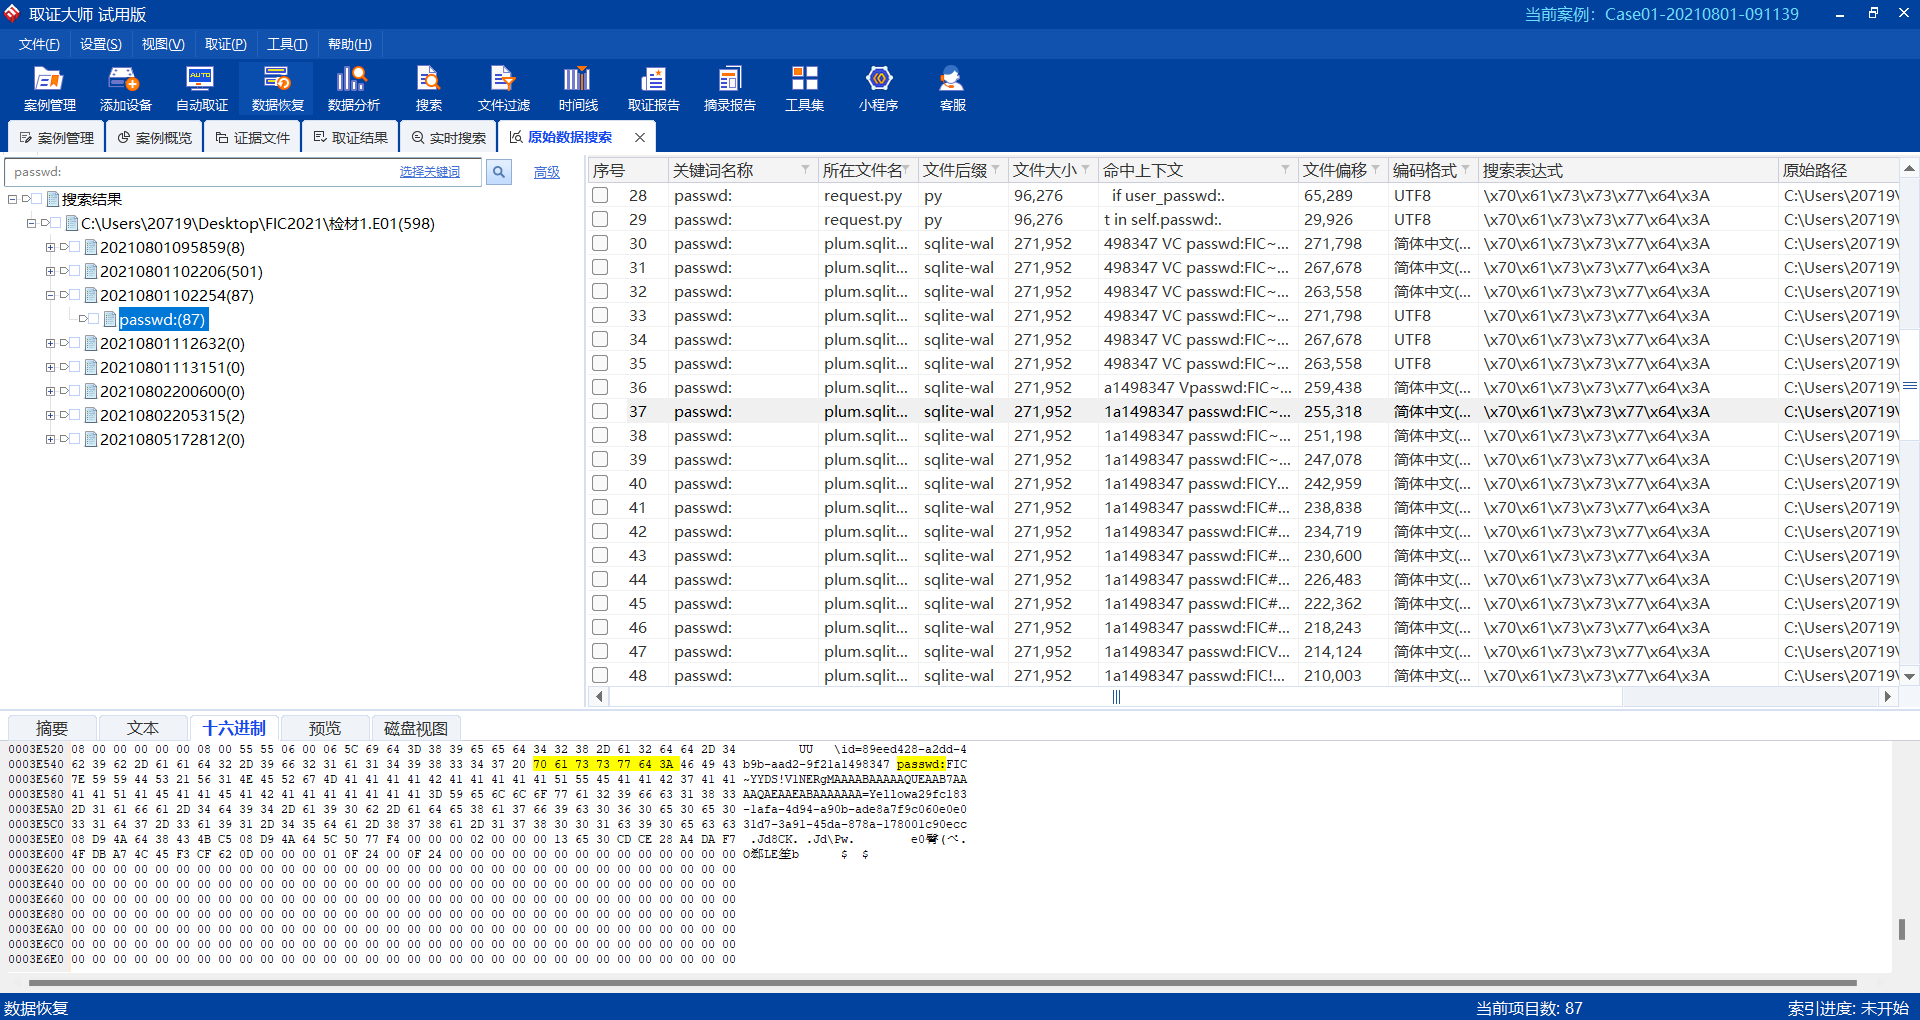 取证大师 试用版
当前案例: Case01-20210801-091139
文件(F) 设置(S) 视图(V) 取证(P) 工具(T) 帮助(H)
案例管理 添加设备 自动取证 数据恢复 数据分析 搜索 文件过滤 时间线 取证报告 摘录报告 工具集 小程序 客服
案例管理 案例概览 证据文件 取证结果 实时搜索 原始数据搜索
passwd: 选择关键词 高级
搜索结果
C:\Users\20719\Desktop\FIC2021\检材1.E01(598)
20210801095859(8)
20210801102206(501)
20210801102254(87)
passwd:(87)
20210801112632(0)
20210801113151(0)
20210802200600(0)
20210802205315(2)
20210805172812(0)
序号 关键词名称 所在文件名 文件后缀 文件大小 命中上下文 文件偏移 编码格式 搜索表达式 原始路径
28 passwd: request.py py 96,276 if user_passwd:. 65,289 UTF8 \x70\x61\x73\x73\x77\x64\x3A C:\Users\20719\
29 passwd: request.py py 96,276 t in self.passwd:. 29,926 UTF8 \x70\x61\x73\x73\x77\x64\x3A C:\Users\20719\
30 passwd: plum.sqlit... sqlite-wal 271,952 498347 VC passwd:FIC~... 271,798 简体中文(... \x70\x61\x73\x73\x77\x64\x3A C:\Users\20719\
31 passwd: plum.sqlit... sqlite-wal 271,952 498347 VC passwd:FIC~... 267,678 简体中文(... \x70\x61\x73\x73\x77\x64\x3A C:\Users\20719\
32 passwd: plum.sqlit... sqlite-wal 271,952 498347 VC passwd:FIC~... 263,558 简体中文(... \x70\x61\x73\x73\x77\x64\x3A C:\Users\20719\
33 passwd: plum.sqlit... sqlite-wal 271,952 498347 VC passwd:FIC~... 271,798 UTF8 \x70\x61\x73\x73\x77\x64\x3A C:\Users\20719\
34 passwd: plum.sqlit... sqlite-wal 271,952 498347 VC passwd:FIC~... 267,678 UTF8 \x70\x61\x73\x73\x77\x64\x3A C:\Users\20719\
35 passwd: plum.sqlit... sqlite-wal 271,952 498347 VC passwd:FIC~... 263,558 UTF8 \x70\x61\x73\x73\x77\x64\x3A C:\Users\20719\
36 passwd: plum.sqlit... sqlite-wal 271,952 a1498347 Vpasswd:FIC~... 259,438 简体中文(... \x70\x61\x73\x73\x77\x64\x3A C:\Users\20719\
37 passwd: plum.sqlit... sqlite-wal 271,952 1a1498347 passwd:FIC~... 255,318 简体中文(... \x70\x61\x73\x73\x77\x64\x3A C:\Users\20719\
38 passwd: plum.sqlit... sqlite-wal 271,952 1a1498347 passwd:FIC~... 251,198 简体中文(... \x70\x61\x73\x73\x77\x64\x3A C:\Users\20719\
39 passwd: plum.sqlit... sqlite-wal 271,952 1a1498347 passwd:FIC~... 247,078 简体中文(... \x70\x61\x73\x73\x77\x64\x3A C:\Users\20719\
40 passwd: plum.sqlit... sqlite-wal 271,952 1a1498347 passwd:FICY... 242,959 简体中文(... \x70\x61\x73\x73\x77\x64\x3A C:\Users\20719\
41 passwd: plum.sqlit... sqlite-wal 271,952 1a1498347 passwd:FIC#... 238,838 简体中文(... \x70\x61\x73\x73\x77\x64\x3A C:\Users\20719\
42 passwd: plum.sqlit... sqlite-wal 271,952 1a1498347 passwd:FIC#... 234,719 简体中文(... \x70\x61\x73\x73\x77\x64\x3A C:\Users\20719\
43 passwd: plum.sqlit... sqlite-wal 271,952 1a1498347 passwd:FIC#... 230,600 简体中文(... \x70\x61\x73\x73\x77\x64\x3A C:\Users\20719\
44 passwd: plum.sqlit... sqlite-wal 271,952 1a1498347 passwd:FIC#... 226,483 简体中文(... \x70\x61\x73\x73\x77\x64\x3A C:\Users\20719\
45 passwd: plum.sqlit... sqlite-wal 271,952 1a1498347 passwd:FIC#... 222,362 简体中文(... \x70\x61\x73\x73\x77\x64\x3A C:\Users\20719\
46 passwd: plum.sqlit... sqlite-wal 271,952 1a1498347 passwd:FIC#... 218,243 简体中文(... \x70\x61\x73\x73\x77\x64\x3A C:\Users\20719\
47 passwd: plum.sqlit... sqlite-wal 271,952 1a1498347 passwd:FICV... 214,124 简体中文(... \x70\x61\x73\x73\x77\x64\x3A C:\Users\20719\
48 passwd: plum.sqlit... sqlite-wal 271,952 1a1498347 passwd:FIC!... 210,003 简体中文(... \x70\x61\x73\x73\x77\x64\x3A C:\Users\20719\
摘要 文本 十六进制 预览 磁盘视图
0003E520 08 00 00 00 00 00 08 00 55 55 06 00 06 5C 69 64 3D 38 39 65 65 64 34 32 38 2D 61 32 64 64 2D 34 UU \id=89eed428-a2dd-4
0003E540 62 39 62 2D 61 61 64 32 2D 39 66 32 31 61 31 34 39 38 33 34 37 20 70 61 73 73 77 64 3A 46 49 43 b9b-aad2-9f21a1498347 passwd:FIC
0003E560 7E 59 59 44 53 21 56 31 4E 45 52 67 4D 41 41 41 41 42 41 41 41 41 41 51 55 45 41 41 42 37 41 41 ~YYDS!V1NERgMAAAABAAAAAQUEAAB7AA
0003E580 41 41 51 41 45 41 41 45 41 42 41 41 41 41 41 41 41 3D 59 65 6C 6C 6F 77 61 32 39 66 63 31 38 33 AAQAEAAEABAAAAAAA=Yellowa29fc183
0003E5A0 2D 31 61 66 61 2D 34 64 39 34 2D 61 39 30 62 2D 61 64 65 38 61 37 66 39 63 30 36 30 65 30 65 30 -1afa-4d94-a90b-ade8a7f9c060e0e0
0003E5C0 33 31 64 37 2D 33 61 39 31 2D 34 35 64 61 2D 38 37 38 61 2D 31 37 38 30 30 31 63 39 30 65 63 63 31d7-3a91-45da-878a-178001c90ecc
0003E5E0 08 D9 4A 64 38 43 4B C5 08 D9 4A 64 5C 50 77 F4 00 00 00 02 00 00 00 13 65 30 CD CE 28 A4 DA F7 .Jd8CK. .Jd\Pw. e0
0003E600 4F DB A7 4C 45 F3 CF 62 0D 00 00 00 01 0F 24 00 0F 24 00 00 00 00 00 00 00 00 00 00 00 00 00 00 O郄LE筮b $ $
0003E620 00 00 00 00 00 00 00 00 00 00 00 00 00 00 00 00 00 00 00 00 00 00 00 00 00 00 00 00 00 00 00 00
0003E640 00 00 00 00 00 00 00 00 00 00 00 00 00 00 00 00 00 00 00 00 00 00 00 00 00 00 00 00 00 00 00 00
0003E660 00 00 00 00 00 00 00 00 00 00 00 00 00 00 00 00 00 00 00 00 00 00 00 00 00 00 00 00 00 00 00 00
0003E680 00 00 00 00 00 00 00 00 00 00 00 00 00 00 00 00 00 00 00 00 00 00 00 00 00 00 00 00 00 00 00 00
0003E6A0 00 00 00 00 00 00 00 00 00 00 00 00 00 00 00 00 00 00 00 00 00 00 00 00 00 00 00 00 00 00 00 00
0003E6C0 00 00 00 00 00 00 00 00 00 00 00 00 00 00 00 00 00 00 00 00 00 00 00 00 00 00 00 00 00 00 00 00
0003E6E0 00 00 00 00 00 00 00 00 00 00 00 00 00 00 00 00 00 00 00 00 00 00 00 00 00 00 00 00 00 00 00 00
数据恢复 当前项目数: 87 索引进度: 未开始